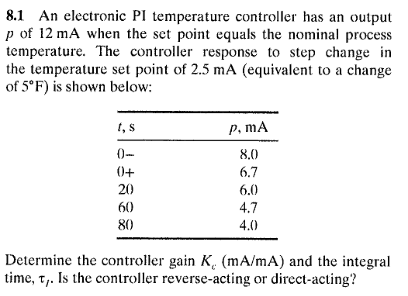 8.1 An electronic PI temperature controller has an output
p of 12 mA when the set point equals the nominal process
temperature. The controller response to step change in
the temperature set point of 2.5 mA (equivalent to a change
of 5°F) is shown below:
t, s p, mA
0− 8.0
0+ 6.7
20 6.0
60 4.7
80 4.0
Determine the controller gain Kc (mA/mA) and the integral
time, τI. Is the controller reverse-acting or direct-acting?